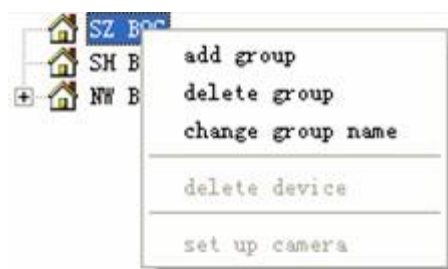 SZ BOC
SH B
NW B
add group
delete group
change group name
delete device
set up camera